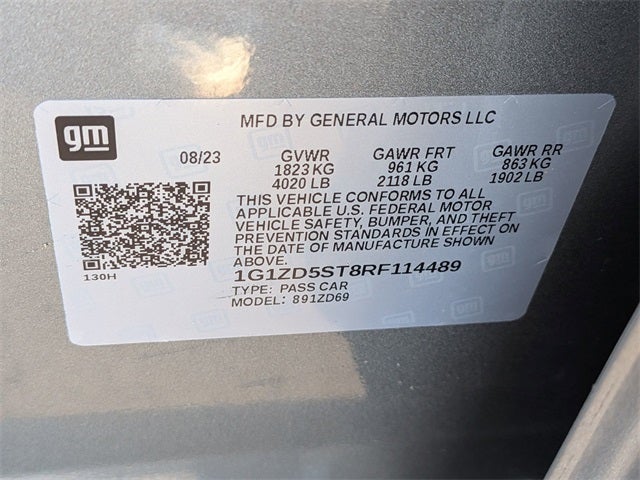 gm
MFD BY GENERAL MOTORS LLC
08/23 GVWR GAWR FRT GAWR RR
1823 KG 961 KG 863 KG
4020 LB 2118 LB 1902 LB
THIS VEHICLE CONFORMS TO ALL
APPLICABLE U.S. FEDERAL MOTOR
VEHICLE SAFETY, BUMPER, AND THEFT
PREVENTION STANDARDS IN EFFECT ON
THE DATE OF MANUFACTURE SHOWN
ABOVE.
130H
1G1ZD5ST8RF114489
TYPE: PASS CAR
MODEL: 891ZD69